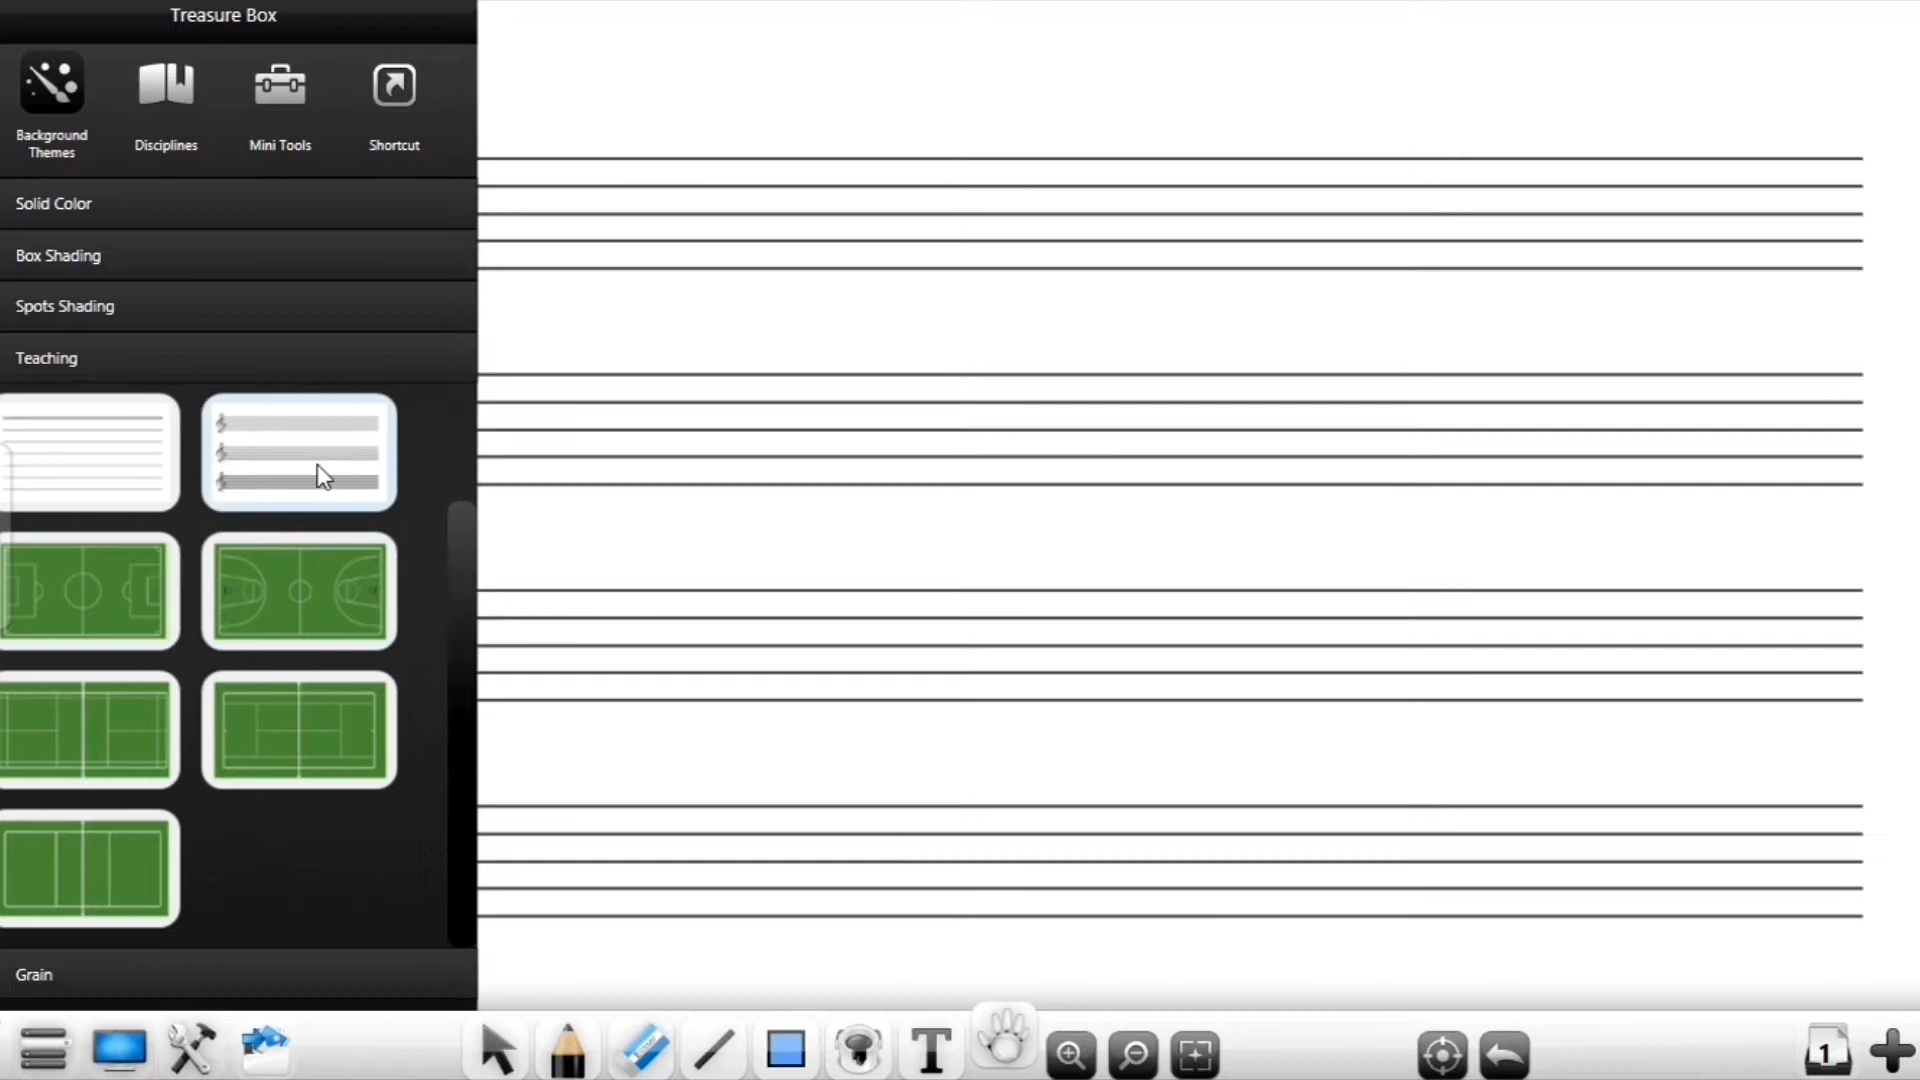 Treasure Box
Background
Themes
Disciplines
Mini Tools
Shortcut
Solid Color
Box Shading
Spots Shading
Teaching
Grain
T
1